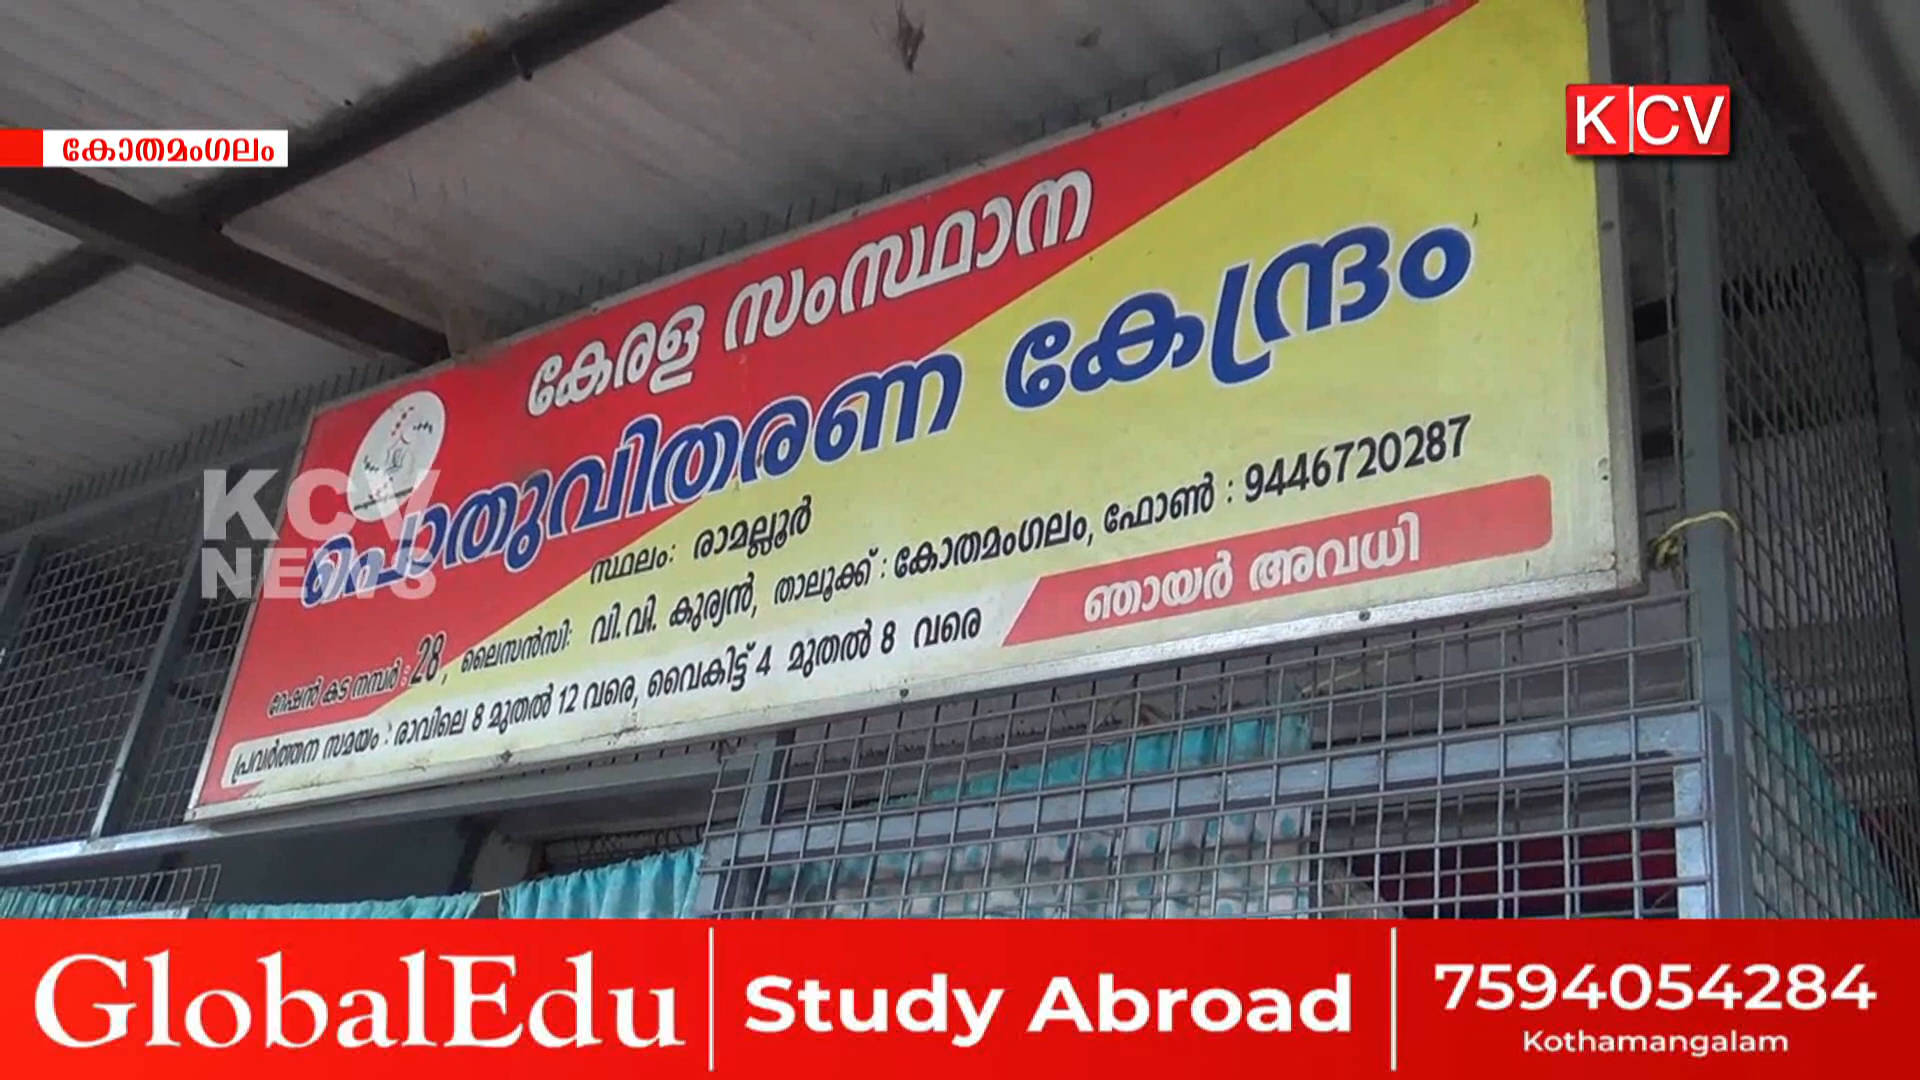 കോതമംഗലം
K CV
കേരള സംസ്ഥാന
പൊതുവിതരണ കേന്ദ്രം
സ്ഥലം: രാമല്ലൂർ
റേഷൻ കട നമ്പർ : 28, ലൈസൻസി: വി.വി. കുര്യൻ, താലൂക്ക് : കോതമംഗലം, ഫോൺ : 9446720287
പ്രവർത്തന സമയം : രാവിലെ 8 മുതൽ 12 വരെ, വൈകിട്ട് 4 മുതൽ 8 വരെ
ഞായർ അവധി
KCV
NEWS
GlobalEdu
Study Abroad
7594054284
Kothamangalam